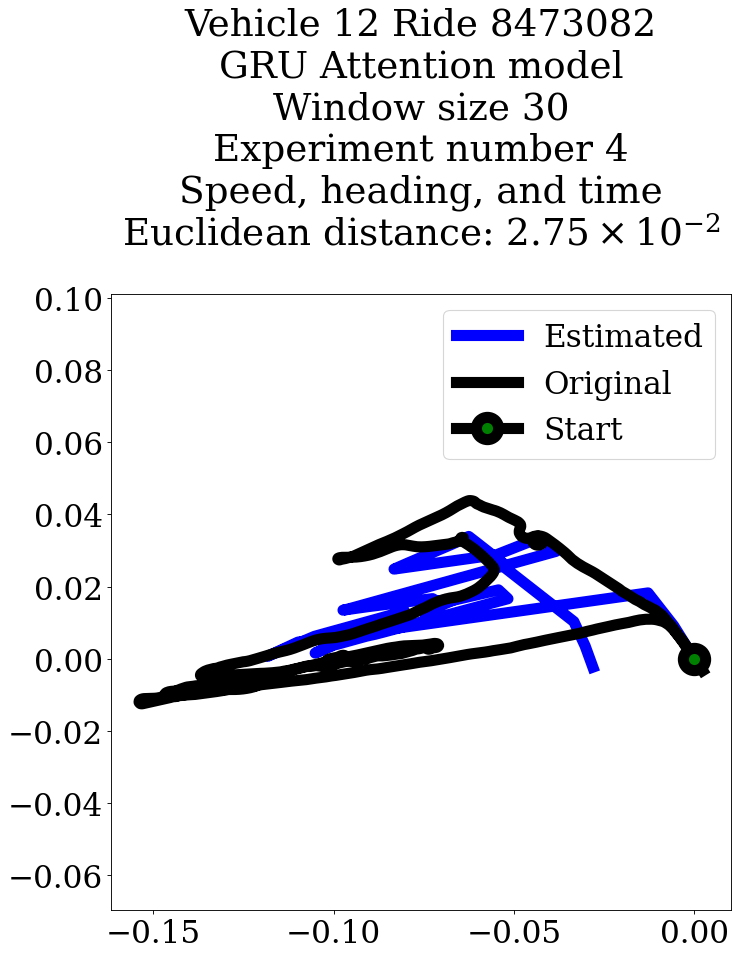 Vehicle 12 Ride 8473082
GRU Attention model
Window size 30
Experiment number 4
Speed, heading, and time
Euclidean distance: 2.75 × 10⁻²
Estimated
Original
Start
0.10
0.08
0.06
0.04
0.02
0.00
−0.02
−0.04
−0.06
−0.15
−0.10
−0.05
0.00